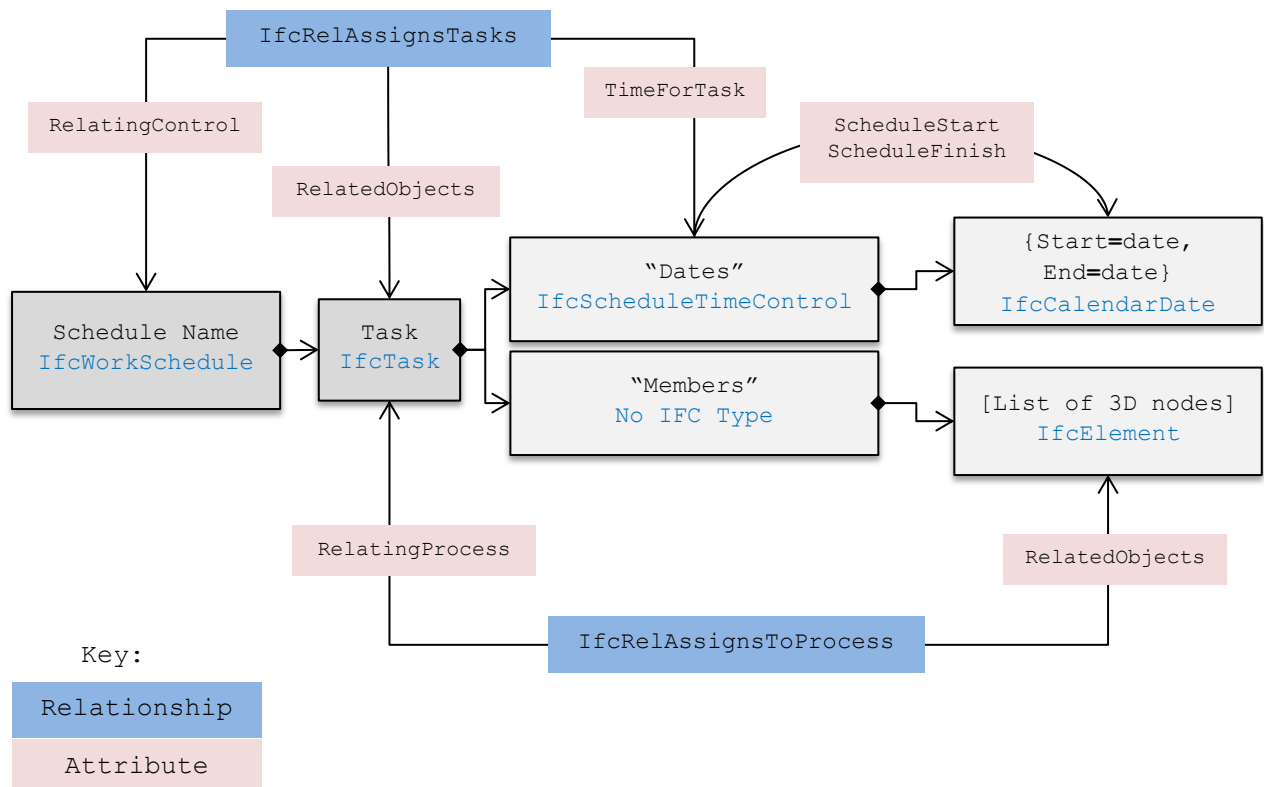 IfcRelAssignsTasks
TimeForTask
RelatingControl
ScheduleStart
ScheduleFinish
RelatedObjects
“Dates”
IfcScheduleTimeControl
{Start=date,
End=date}
IfcCalendarDate
Schedule Name
IfcWorkSchedule
Task
IfcTask
“Members”
No IFC Type
[List of 3D nodes]
IfcElement
RelatingProcess
RelatedObjects
IfcRelAssignsToProcess
Key:
Relationship
Attribute